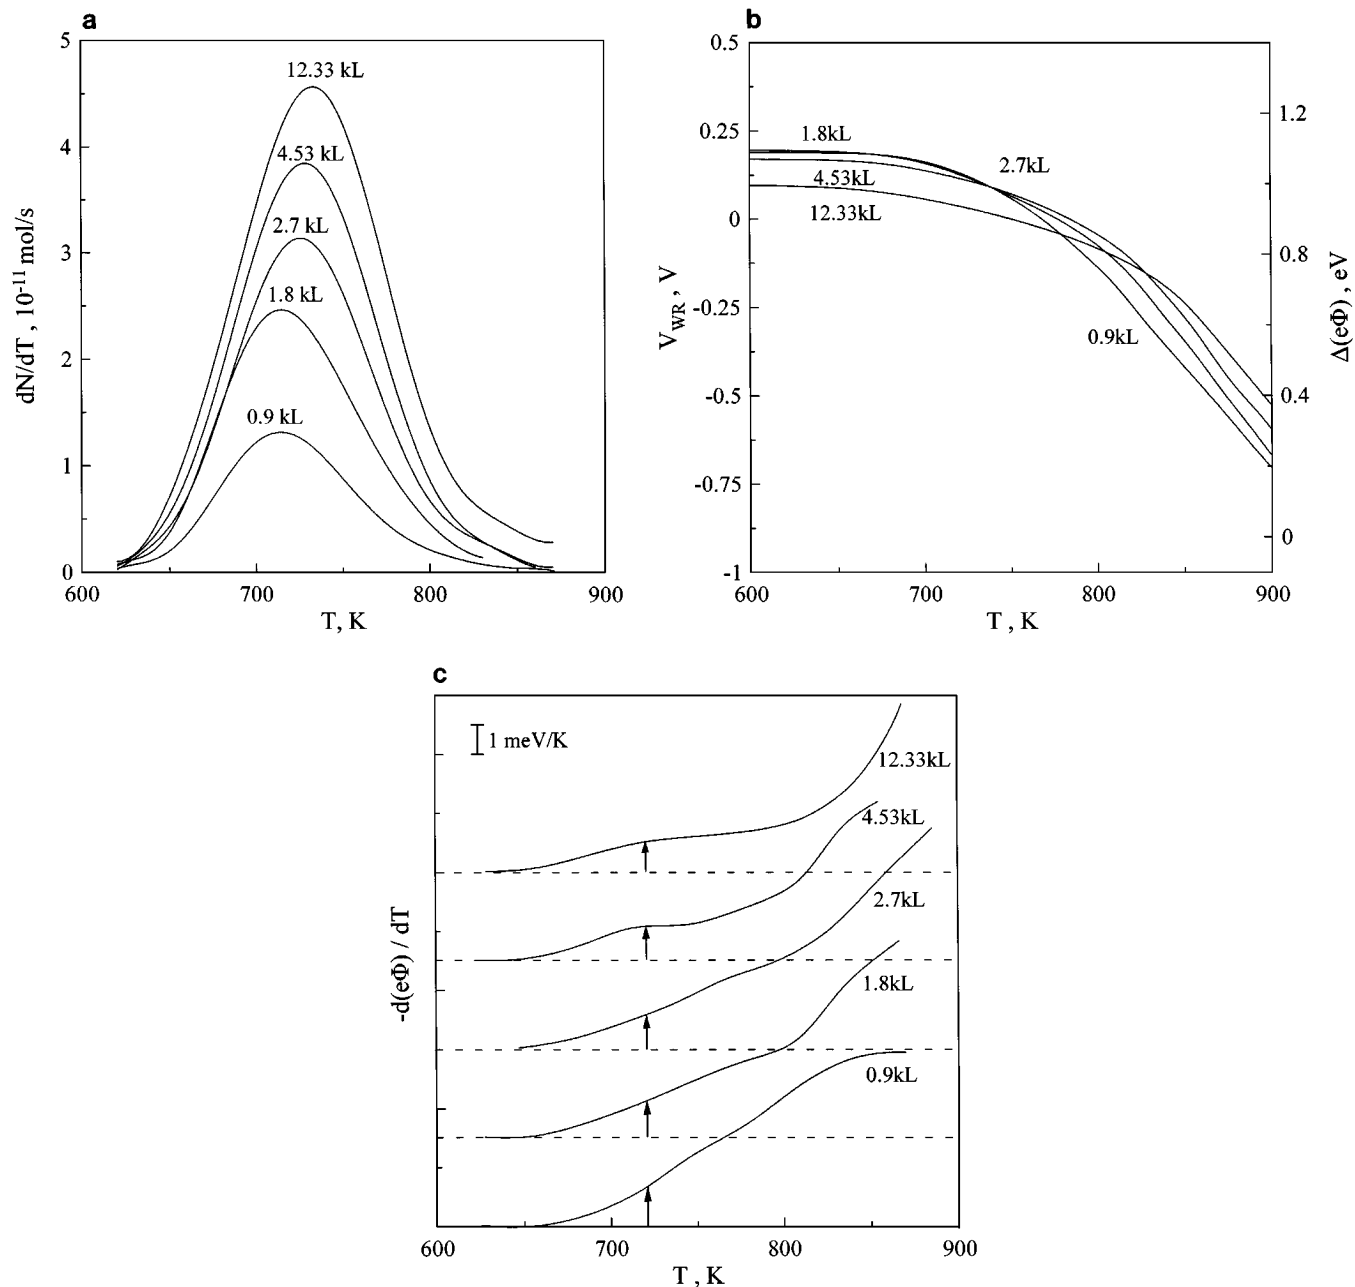 a
5
4
3
2
1
0
12.33 kL
4.53 kL
2.7 kL
1.8 kL
0.9 kL
600
700
800
900
T, K
dN/dT , 10⁻¹¹ mol/s
b
0.5
0.25
0
-0.25
-0.5
-0.75
-1
1.8kL
2.7kL
4.53kL
12.33kL
0.9kL
1.2
0.8
0.4
0
600
700
800
900
T , K
V_WR , V
Δ(eΦ) , eV
c
1 meV/K
12.33kL
4.53kL
2.7kL
1.8kL
0.9kL
600
700
800
900
T , K
-d(eΦ) / dT